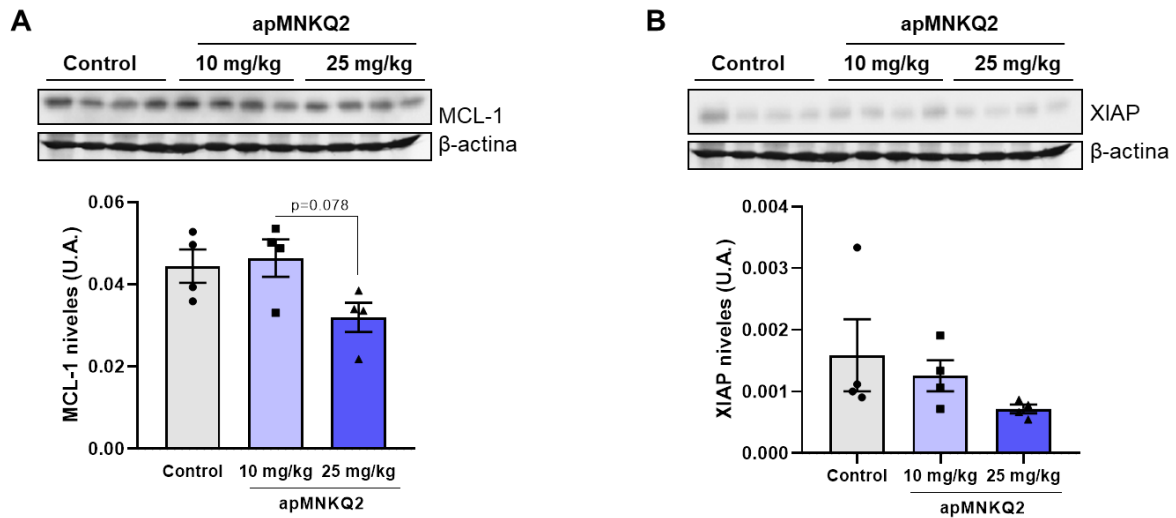 A
apMNKQ2
Control 10 mg/kg 25 mg/kg
MCL-1
β-actina
p=0.078
MCL-1 niveles (U.A.)
0.06
0.04
0.02
0.00
Control 10 mg/kg 25 mg/kg
apMNKQ2
B
apMNKQ2
Control 10 mg/kg 25 mg/kg
XIAP
β-actina
XIAP niveles (U.A.)
0.004
0.003
0.002
0.001
0.000
Control 10 mg/kg 25 mg/kg
apMNKQ2